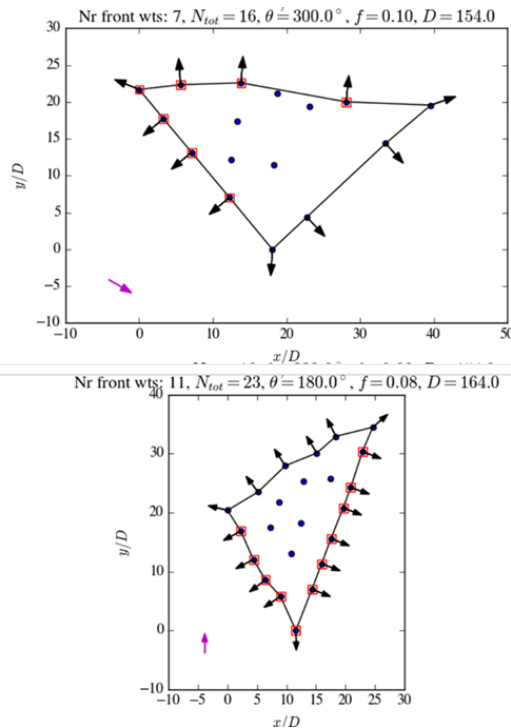 Nr front wts: 7, N_tot = 16, θ = 300.0°, f = 0.10, D = 154.0
30
25
20
15
10
5
0
−5
−10
y/D
−10 0 10 20 30 40 50
x/D
Nr front wts: 11, N_tot = 23, θ = 180.0°, f = 0.08, D = 164.0
40
30
20
10
0
−10
y/D
−10 −5 0 5 10 15 20 25 30
x/D